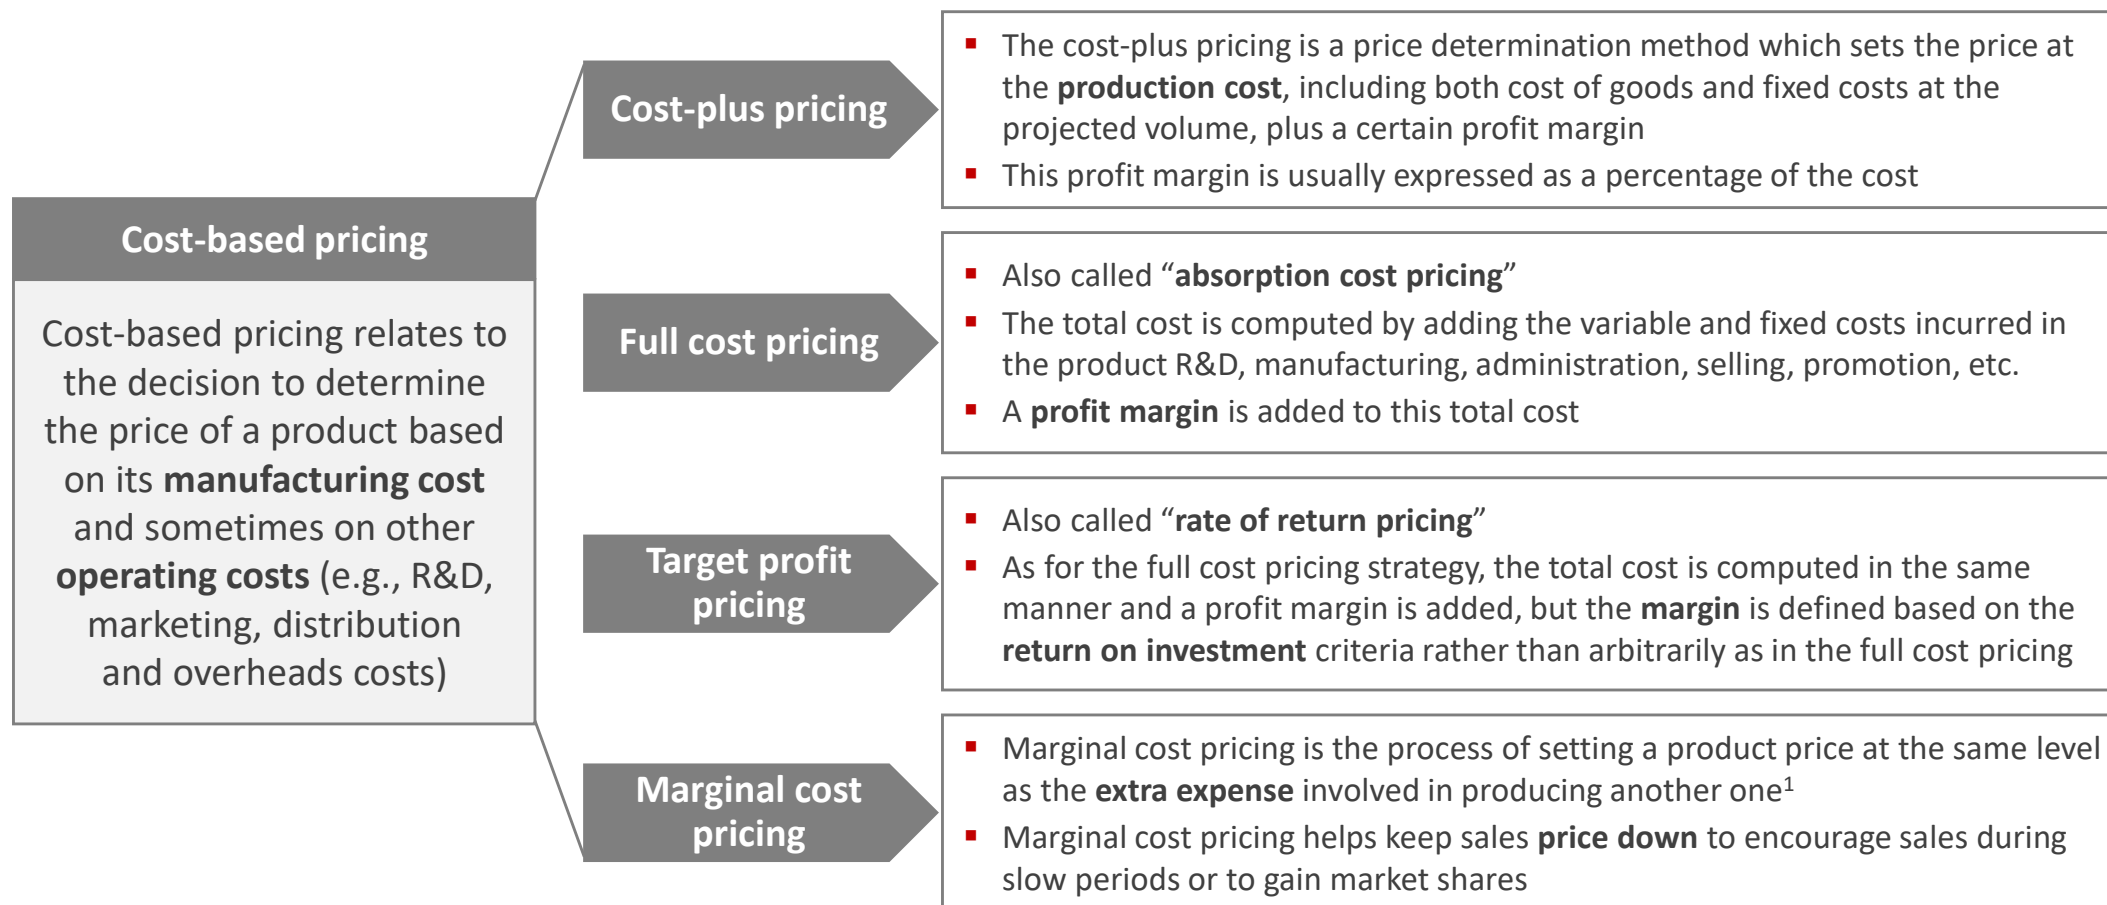 Cost-based pricing
Cost-based pricing relates to
the decision to determine
the price of a product based
on its manufacturing cost
and sometimes on other
operating costs (e.g., R&D,
marketing, distribution
and overheads costs)
Cost-plus pricing
▪ The cost-plus pricing is a price determination method which sets the price at
the production cost, including both cost of goods and fixed costs at the
projected volume, plus a certain profit margin
▪ This profit margin is usually expressed as a percentage of the cost
Full cost pricing
▪ Also called “absorption cost pricing”
▪ The total cost is computed by adding the variable and fixed costs incurred in
the product R&D, manufacturing, administration, selling, promotion, etc.
▪ A profit margin is added to this total cost
Target profit
pricing
▪ Also called “rate of return pricing”
▪ As for the full cost pricing strategy, the total cost is computed in the same
manner and a profit margin is added, but the margin is defined based on the
return on investment criteria rather than arbitrarily as in the full cost pricing
Marginal cost
pricing
▪ Marginal cost pricing is the process of setting a product price at the same level
as the extra expense involved in producing another one¹
▪ Marginal cost pricing helps keep sales price down to encourage sales during
slow periods or to gain market shares